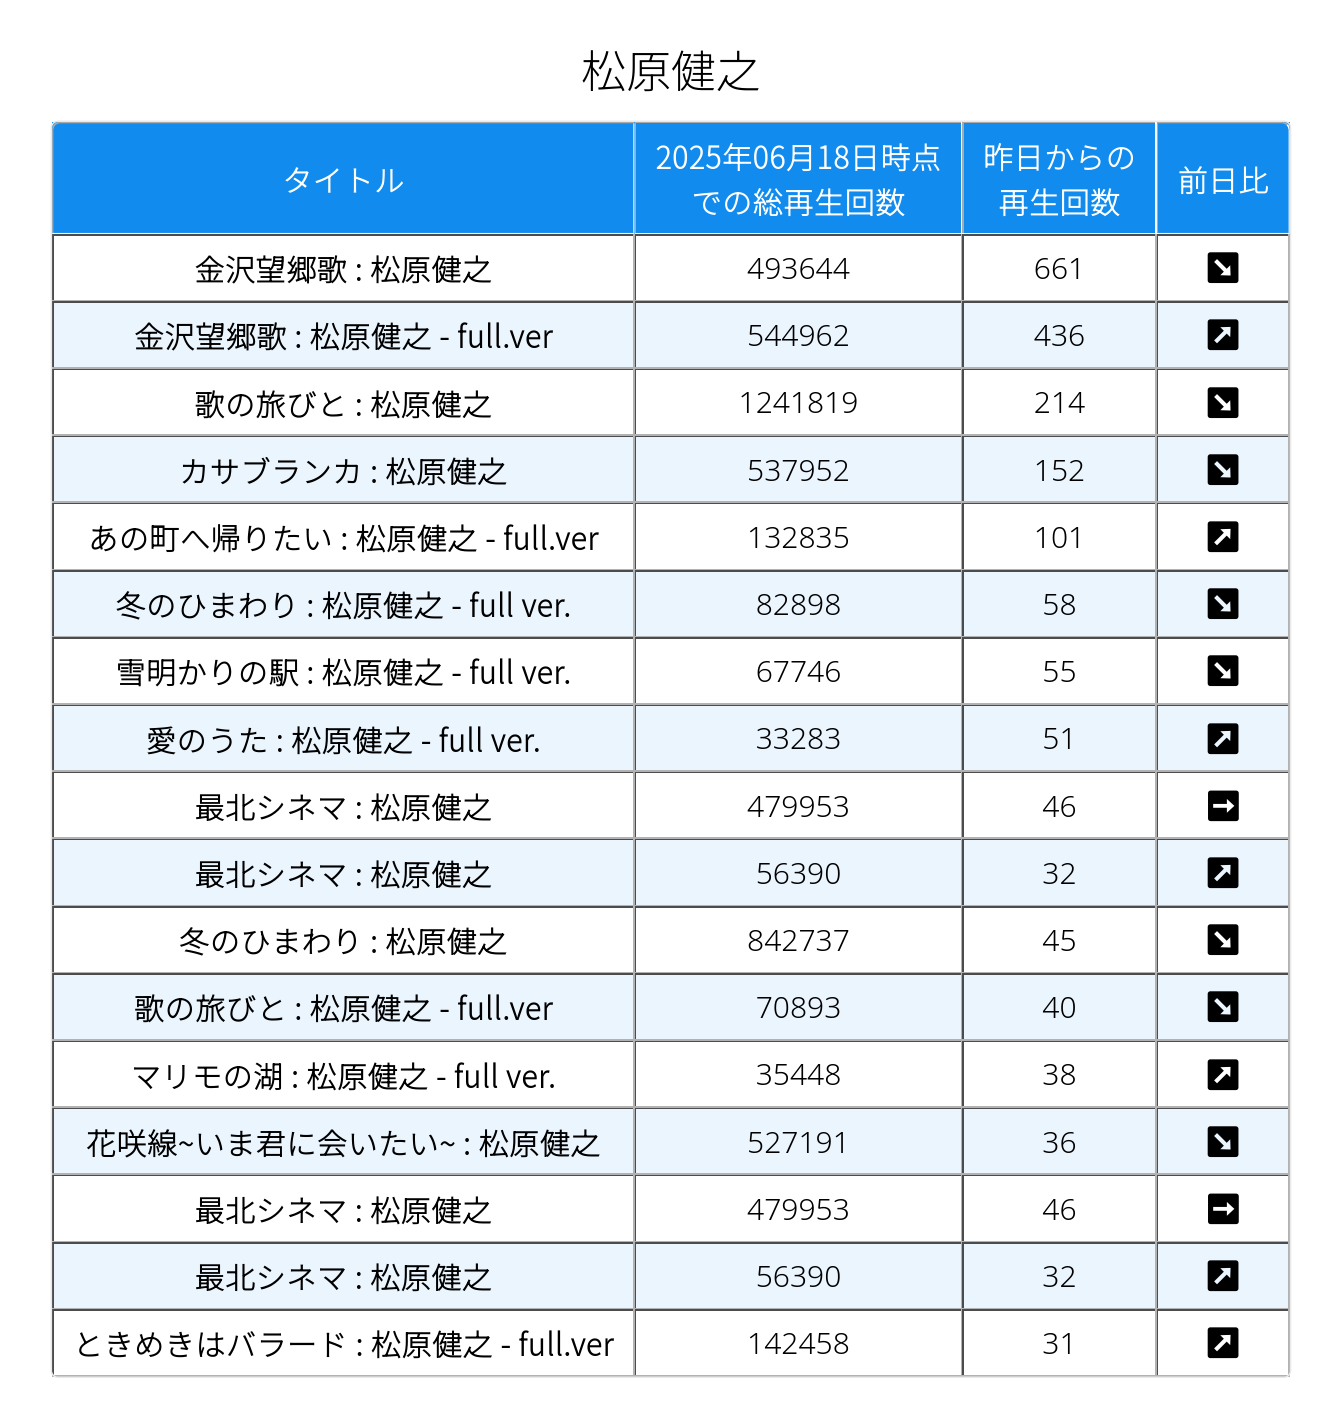 松原健之
タイトル
2025年06月18日時点
での総再生回数
昨日からの
再生回数
前日比
金沢望郷歌 : 松原健之 493644 661 ↘
金沢望郷歌 : 松原健之 - full.ver 544962 436 ↗
歌の旅びと : 松原健之 1241819 214 ↘
カサブランカ : 松原健之 537952 152 ↘
あの町へ帰りたい : 松原健之 - full.ver 132835 101 ↗
冬のひまわり : 松原健之 - full ver. 82898 58 ↘
雪明かりの駅 : 松原健之 - full ver. 67746 55 ↘
愛のうた : 松原健之 - full ver. 33283 51 ↗
最北シネマ : 松原健之 479953 46 →
最北シネマ : 松原健之 56390 32 ↗
冬のひまわり : 松原健之 842737 45 ↘
歌の旅びと : 松原健之 - full.ver 70893 40 ↘
マリモの湖 : 松原健之 - full ver. 35448 38 ↗
花咲線~いま君に会いたい~ : 松原健之 527191 36 ↘
最北シネマ : 松原健之 479953 46 →
最北シネマ : 松原健之 56390 32 ↗
ときめきはバラード : 松原健之 - full.ver 142458 31 ↗